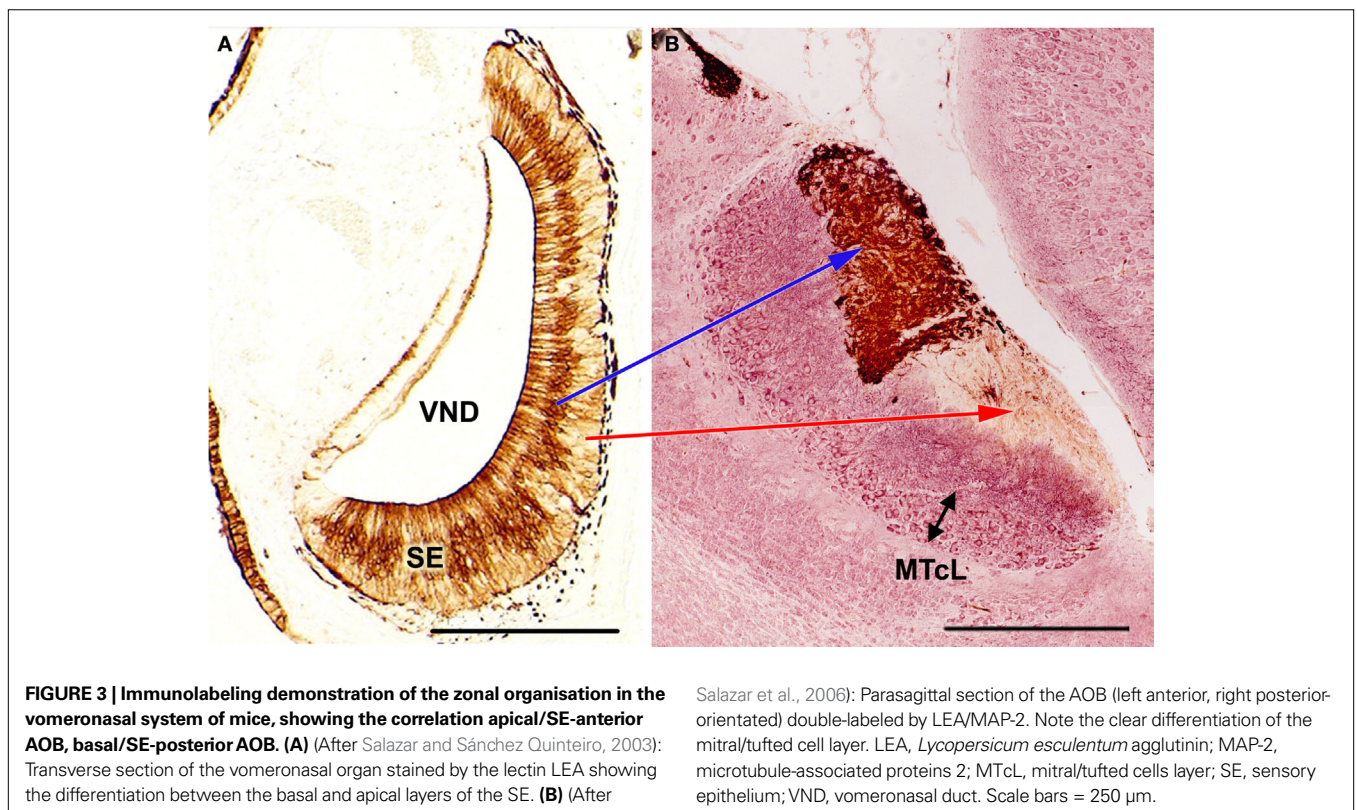 A
B
VND
SE
MTcL
FIGURE 3 | Immunolabeling demonstration of the zonal organisation in the
vomeronasal system of mice, showing the correlation apical/SE-anterior
AOB, basal/SE-posterior AOB. (A) (After Salazar and Sánchez Quinteiro, 2003):
Transverse section of the vomeronasal organ stained by the lectin LEA showing
the differentiation between the basal and apical layers of the SE. (B) (After
Salazar et al., 2006): Parasagittal section of the AOB (left anterior, right posterior-
orientated) double-labeled by LEA/MAP-2. Note the clear differentiation of the
mitral/tufted cell layer. LEA, Lycopersicum esculentum agglutinin; MAP-2,
microtubule-associated proteins 2; MTcL, mitral/tufted cells layer; SE, sensory
epithelium; VND, vomeronasal duct. Scale bars = 250 μm.